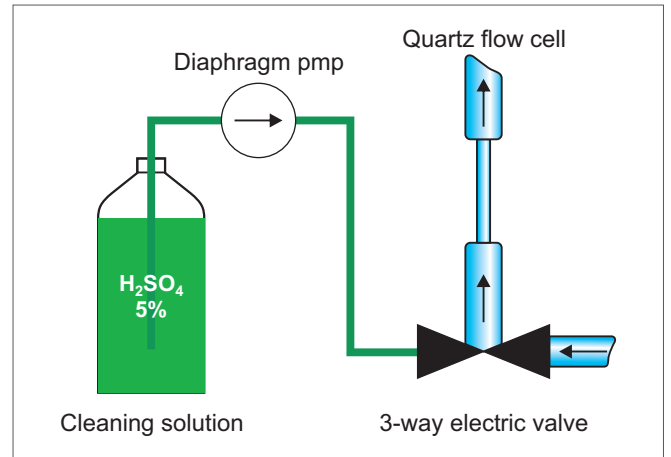 Quartz flow cell
Diaphragm pmp
H₂SO₄
5%
Cleaning solution
3-way electric valve